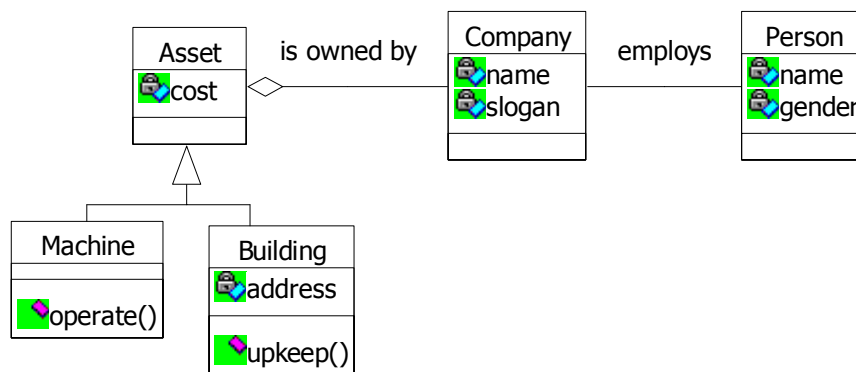 Asset
cost
is owned by
Company
name
slogan
employs
Person
name
gender
Machine
operate()
Building
address
upkeep()